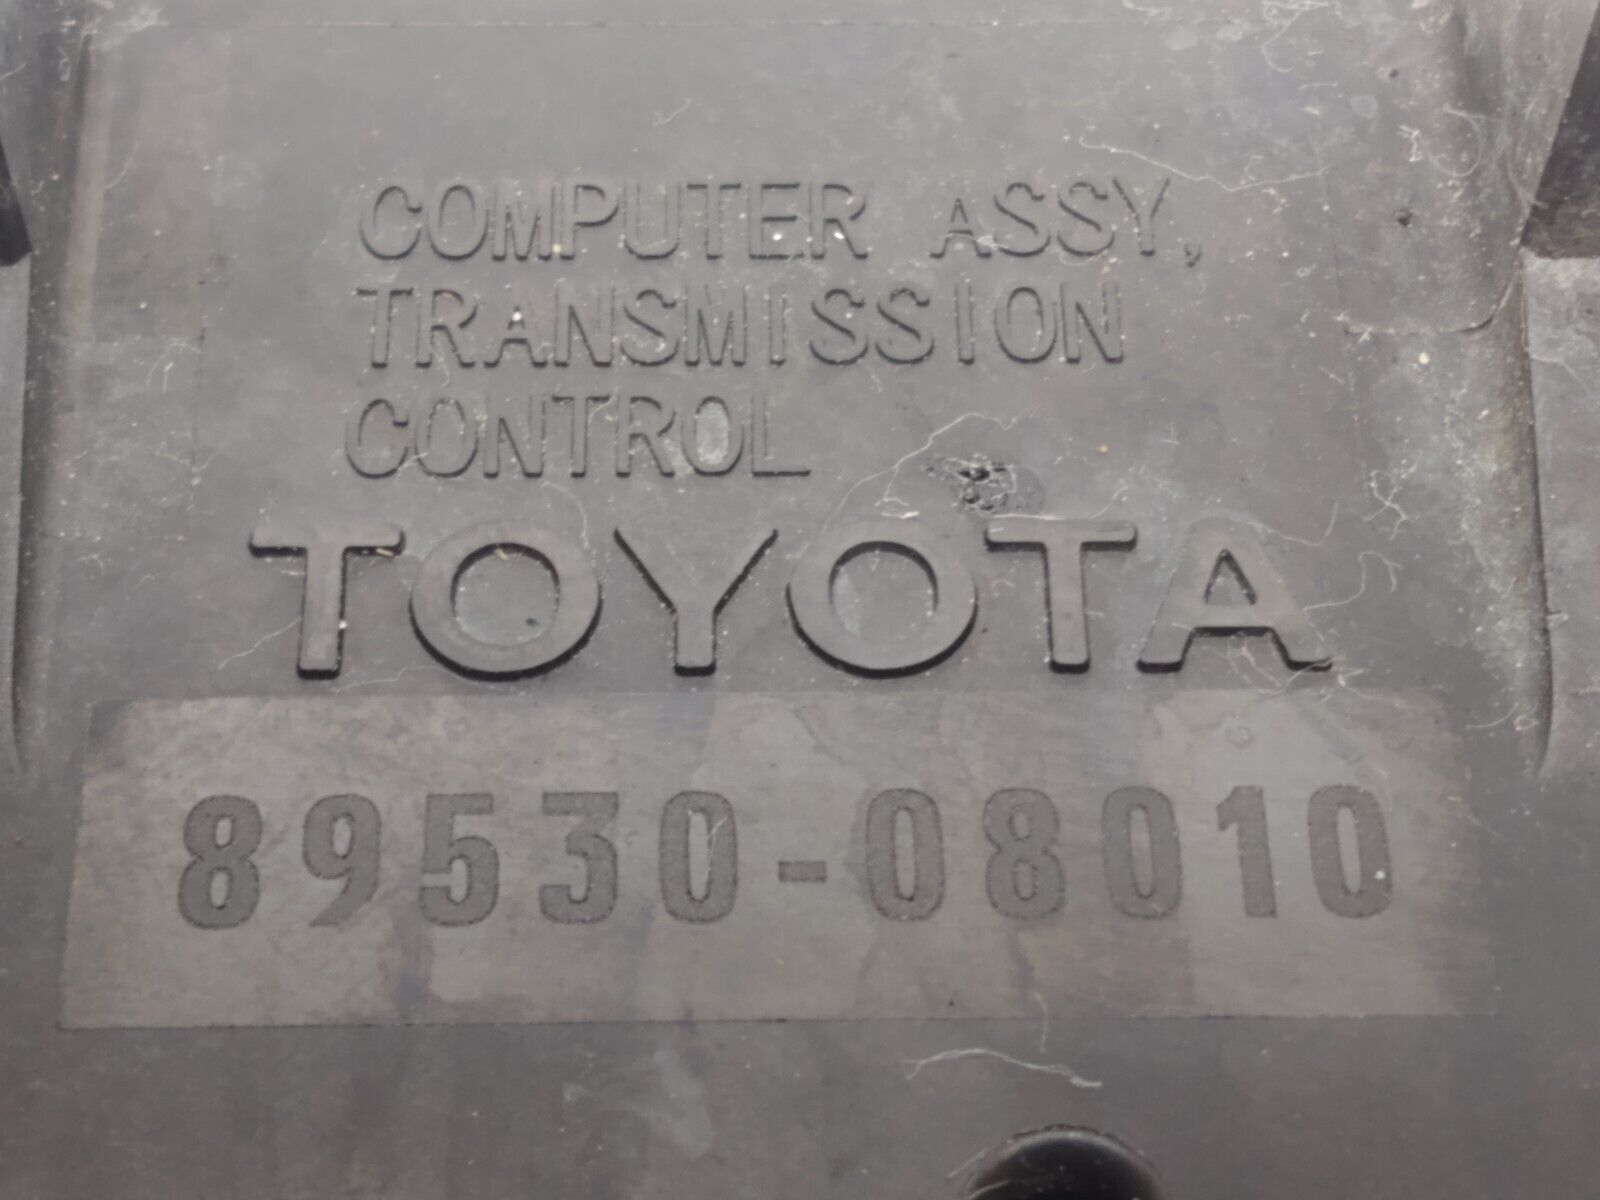 COMPUTER ASSY,
TRANSMISSION
CONTROL
TOYOTA
89530-08010